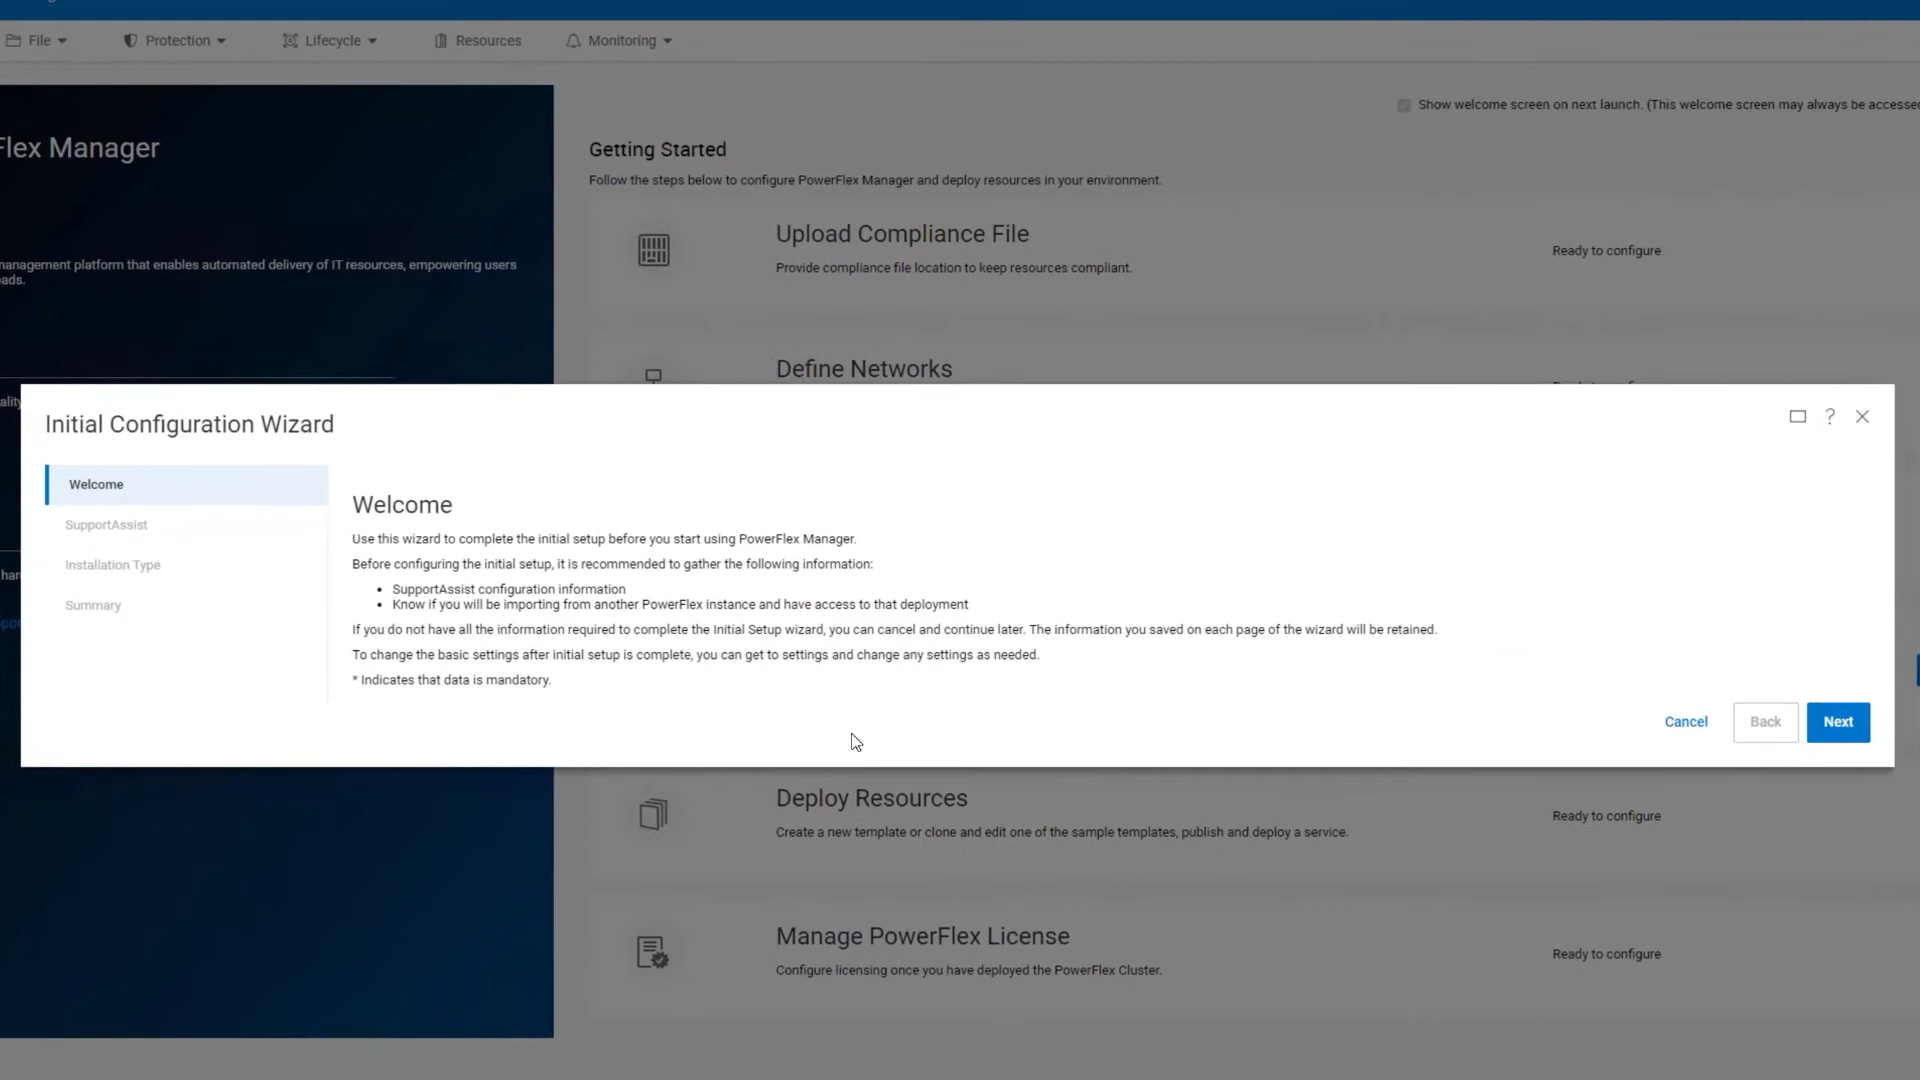 File
Protection
Lifecycle
Resources
Monitoring
Show welcome screen on next launch. (This welcome screen may always be accessed
Flex Manager
Getting Started
Follow the steps below to configure PowerFlex Manager and deploy resources in your environment.
Upload Compliance File
Ready to configure
Provide compliance file location to keep resources compliant.
management platform that enables automated delivery of IT resources, empowering users
Define Networks
Initial Configuration Wizard
?
Welcome
SupportAssist
Installation Type
Summary
Welcome
Use this wizard to complete the initial setup before you start using PowerFlex Manager.
Before configuring the initial setup, it is recommended to gather the following information:
• SupportAssist configuration information
• Know if you will be importing from another PowerFlex instance and have access to that deployment
If you do not have all the information required to complete the Initial Setup wizard, you can cancel and continue later. The information you saved on each page of the wizard will be retained.
To change the basic settings after initial setup is complete, you can get to settings and change any settings as needed.
* Indicates that data is mandatory.
Cancel
Back
Next
Deploy Resources
Ready to configure
Create a new template or clone and edit one of the sample templates, publish and deploy a service.
Manage PowerFlex License
Ready to configure
Configure licensing once you have deployed the PowerFlex Cluster.